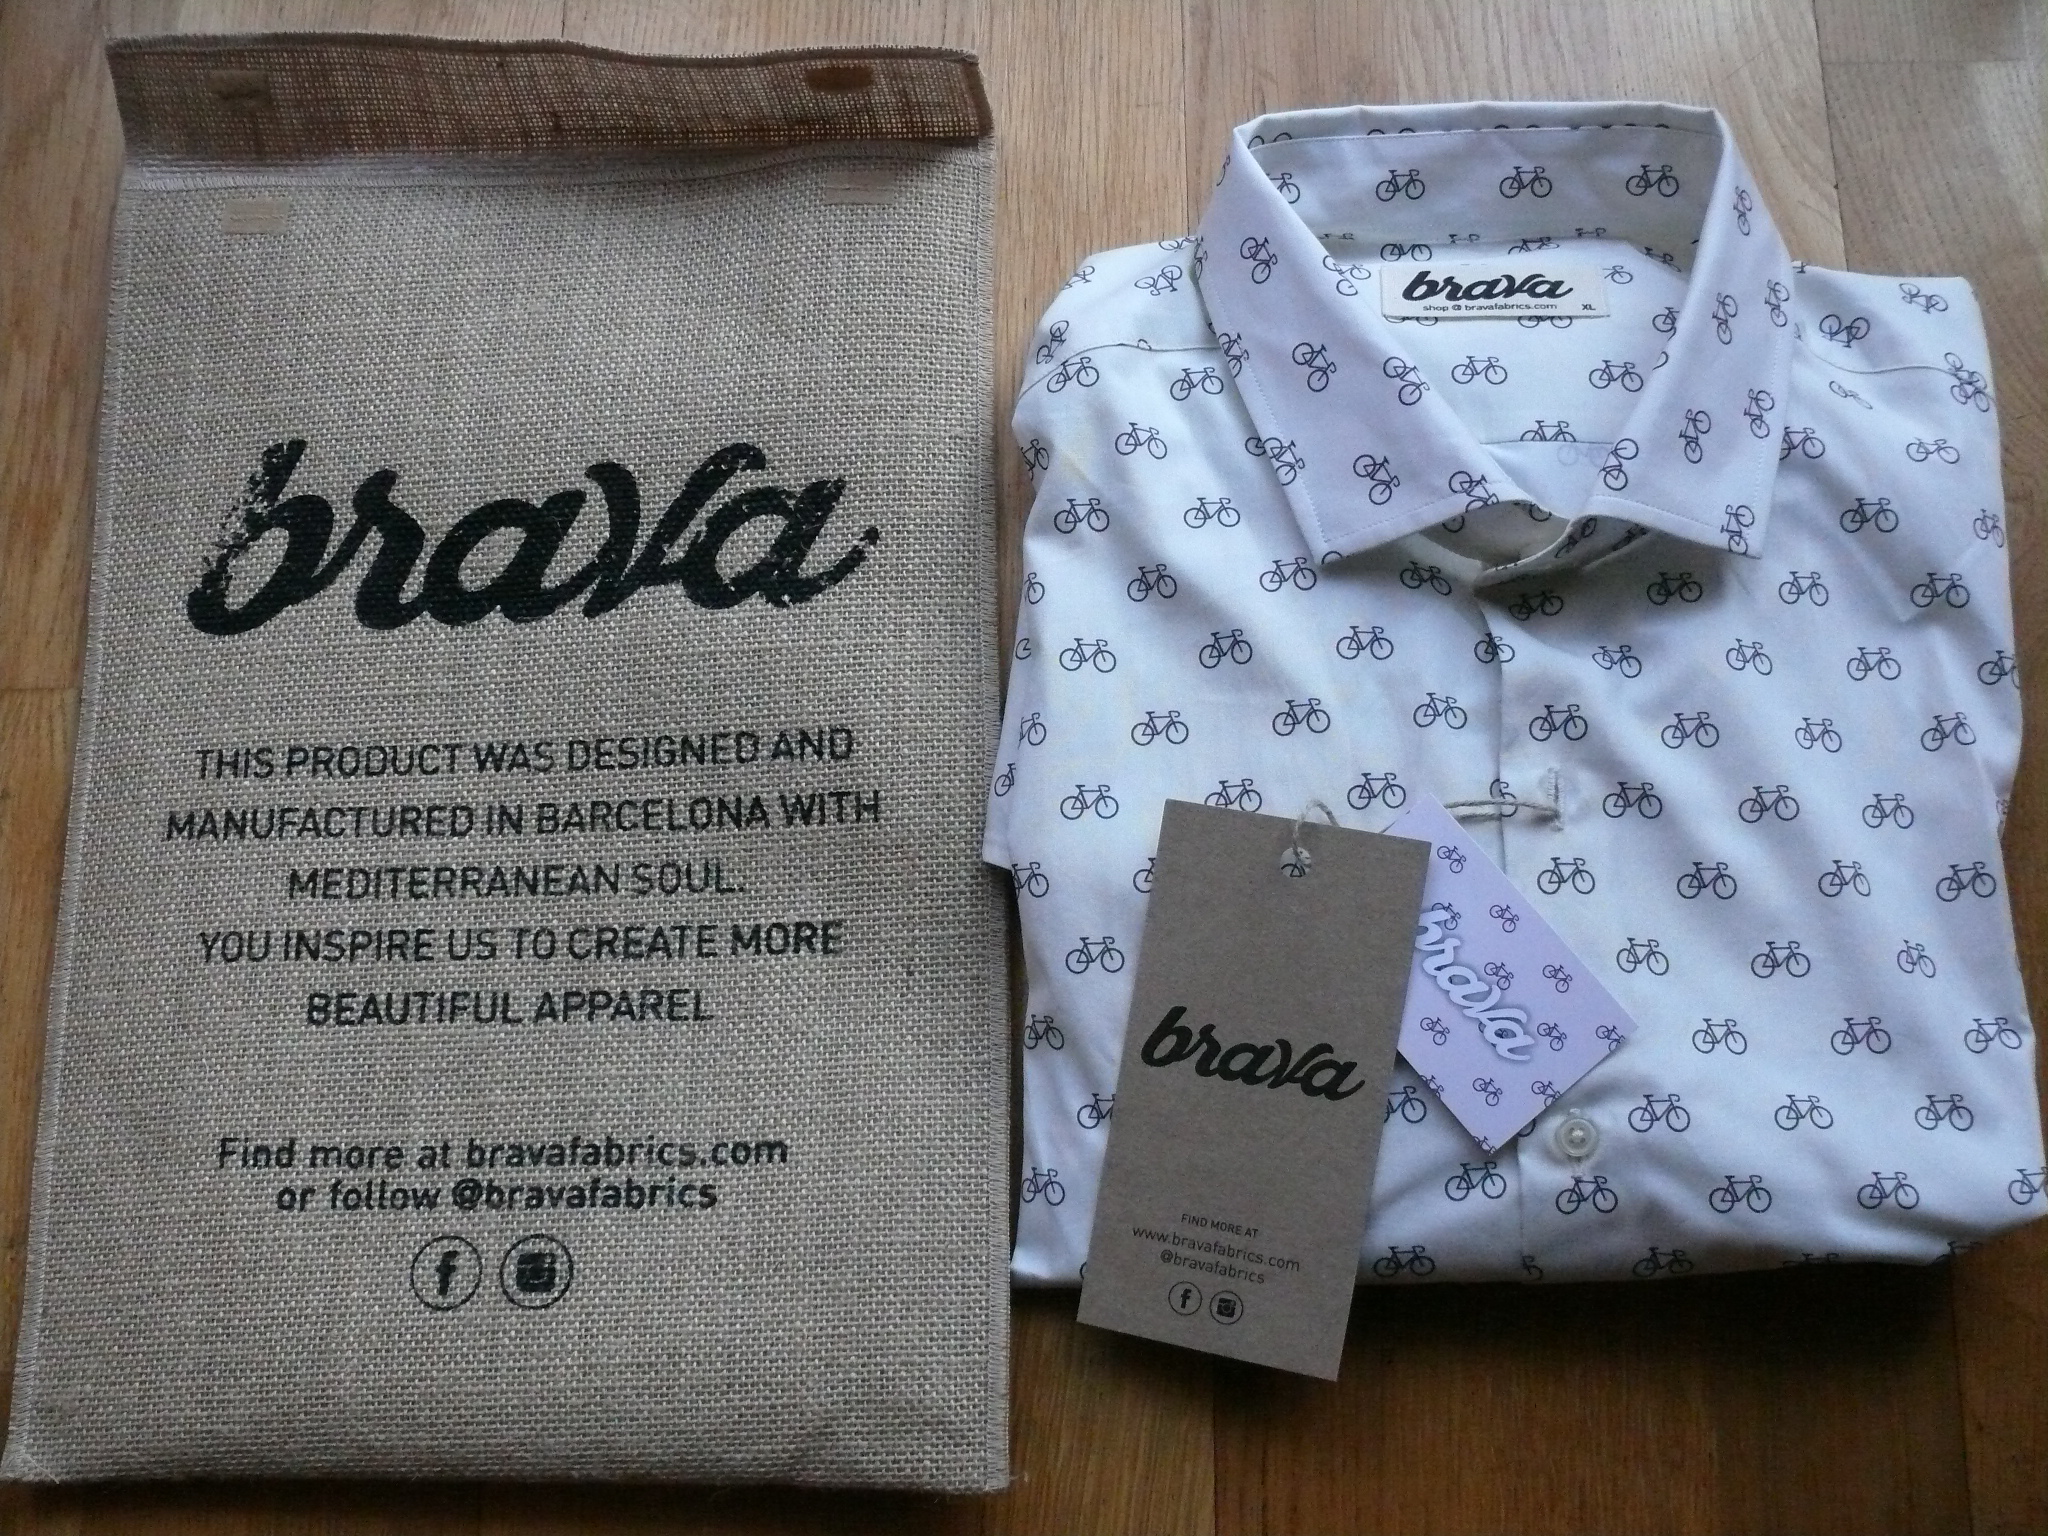 brava
THIS PRODUCT WAS DESIGNED AND
MANUFACTURED IN BARCELONA WITH
MEDITERRANEAN SOUL.
YOU INSPIRE US TO CREATE MORE
BEAUTIFUL APPAREL
Find more at bravafabrics.com
or follow @bravafabrics
f
brava
shop @ bravafabrics.com XL
brava
FIND MORE AT
www.bravafabrics.com
@bravafabrics
f
brava